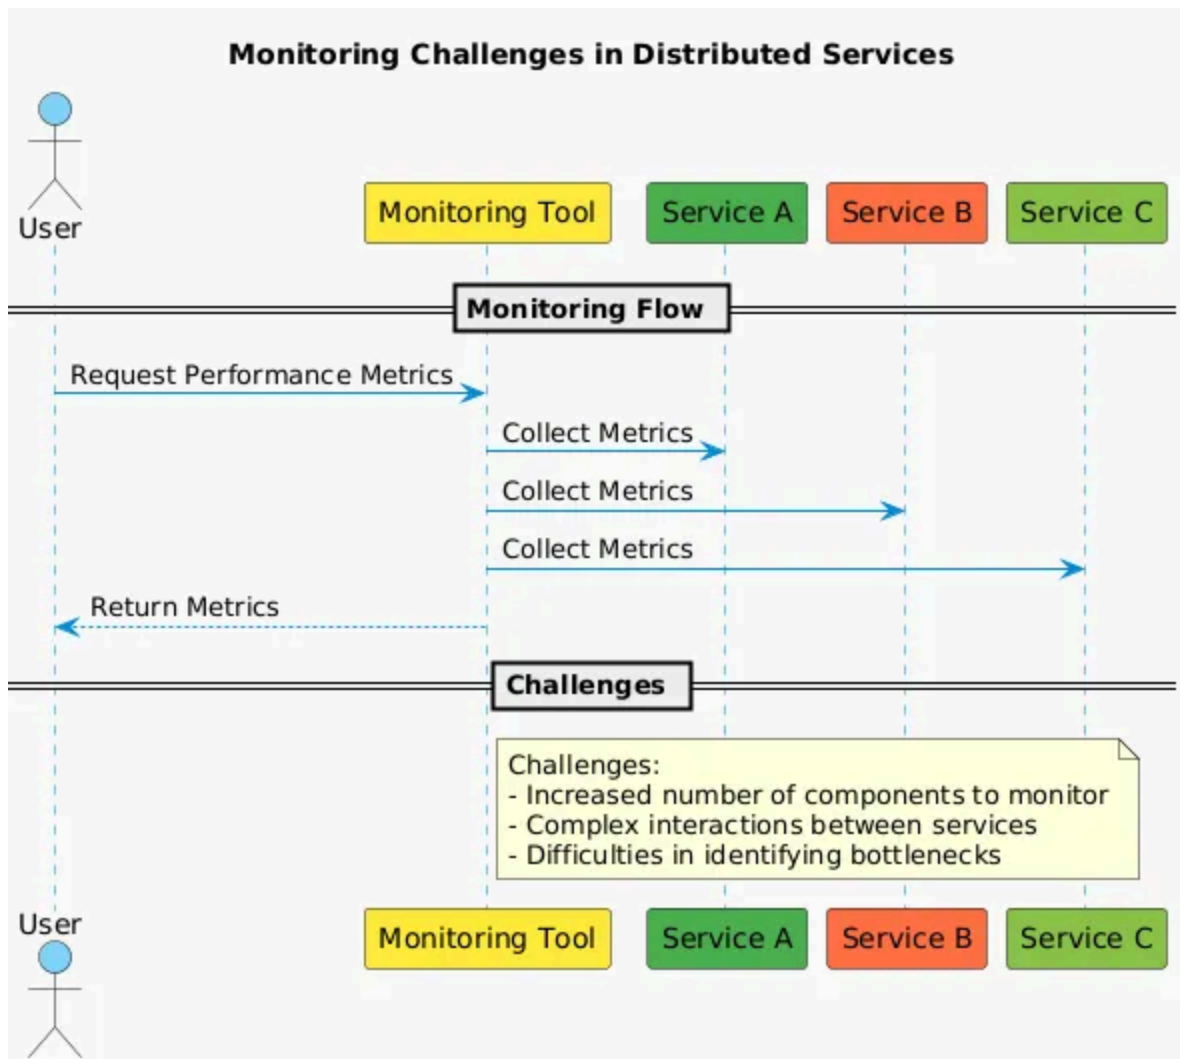 Monitoring Challenges in Distributed Services
User
Monitoring Tool
Service A
Service B
Service C
Monitoring Flow
Request Performance Metrics
Collect Metrics
Collect Metrics
Collect Metrics
Return Metrics
Challenges
Challenges:
- Increased number of components to monitor
- Complex interactions between services
- Difficulties in identifying bottlenecks
User
Monitoring Tool
Service A
Service B
Service C